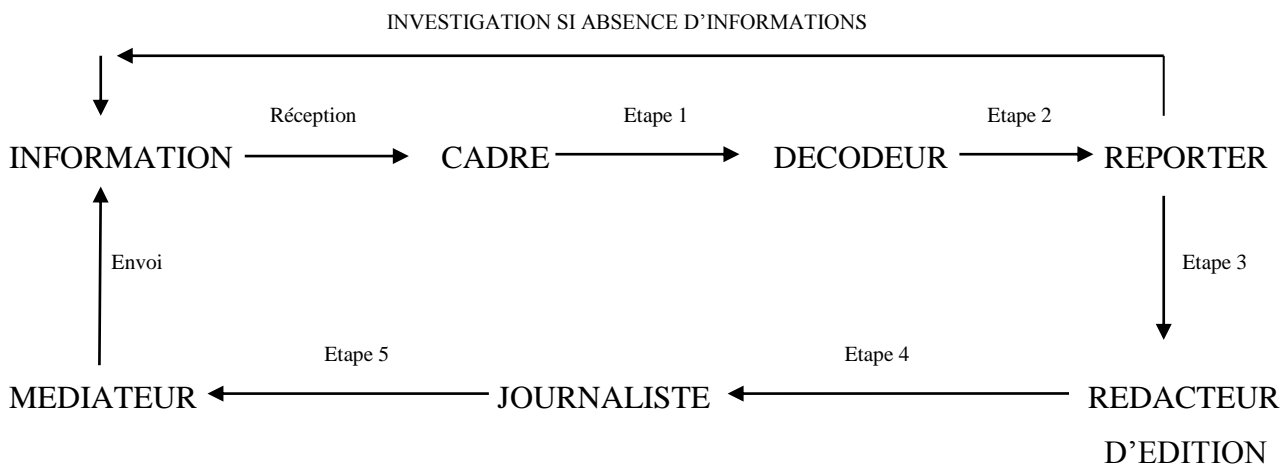 INVESTIGATION SI ABSENCE D’INFORMATIONS
Réception
Etape 1
Etape 2
INFORMATION
CADRE
DECODEUR
REPORTER
Envoi
Etape 3
Etape 5
Etape 4
MEDIATEUR
JOURNALISTE
REDACTEUR
D’EDITION